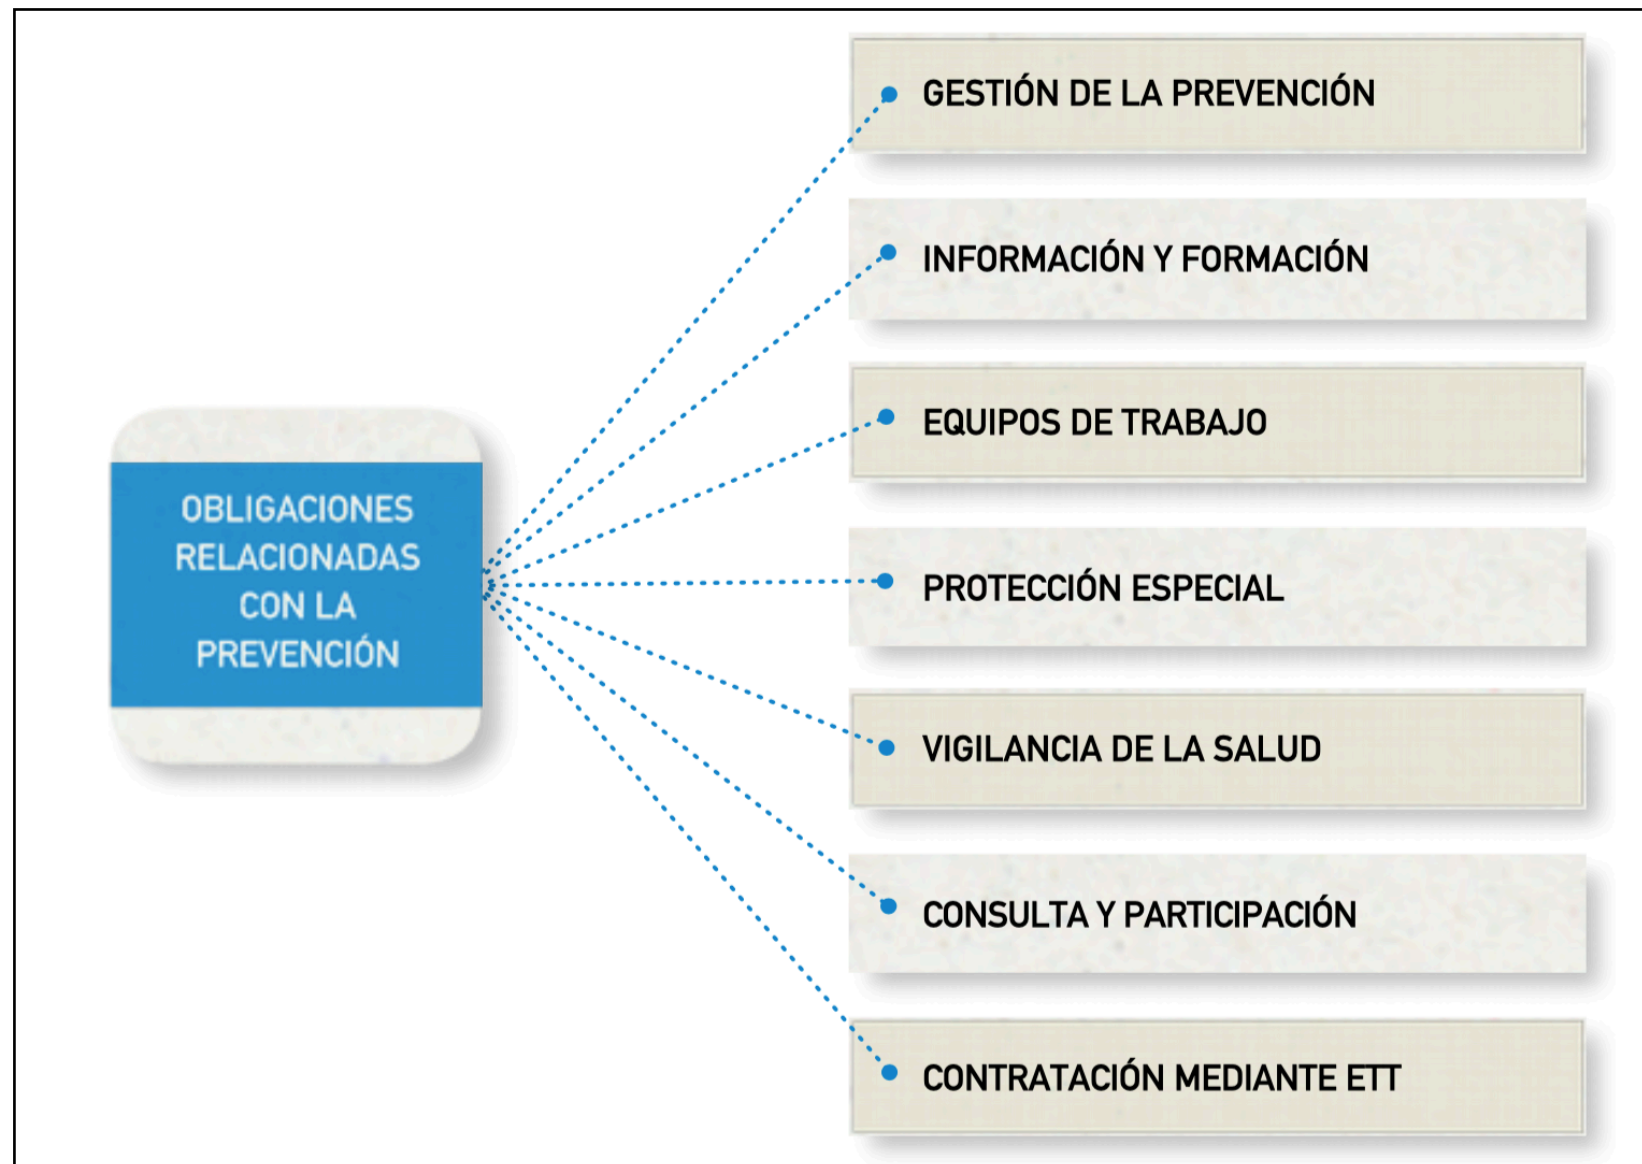 OBLIGACIONES
RELACIONADAS
CON LA
PREVENCIÓN
GESTIÓN DE LA PREVENCIÓN
INFORMACIÓN Y FORMACIÓN
EQUIPOS DE TRABAJO
PROTECCIÓN ESPECIAL
VIGILANCIA DE LA SALUD
CONSULTA Y PARTICIPACIÓN
CONTRATACIÓN MEDIANTE ETT